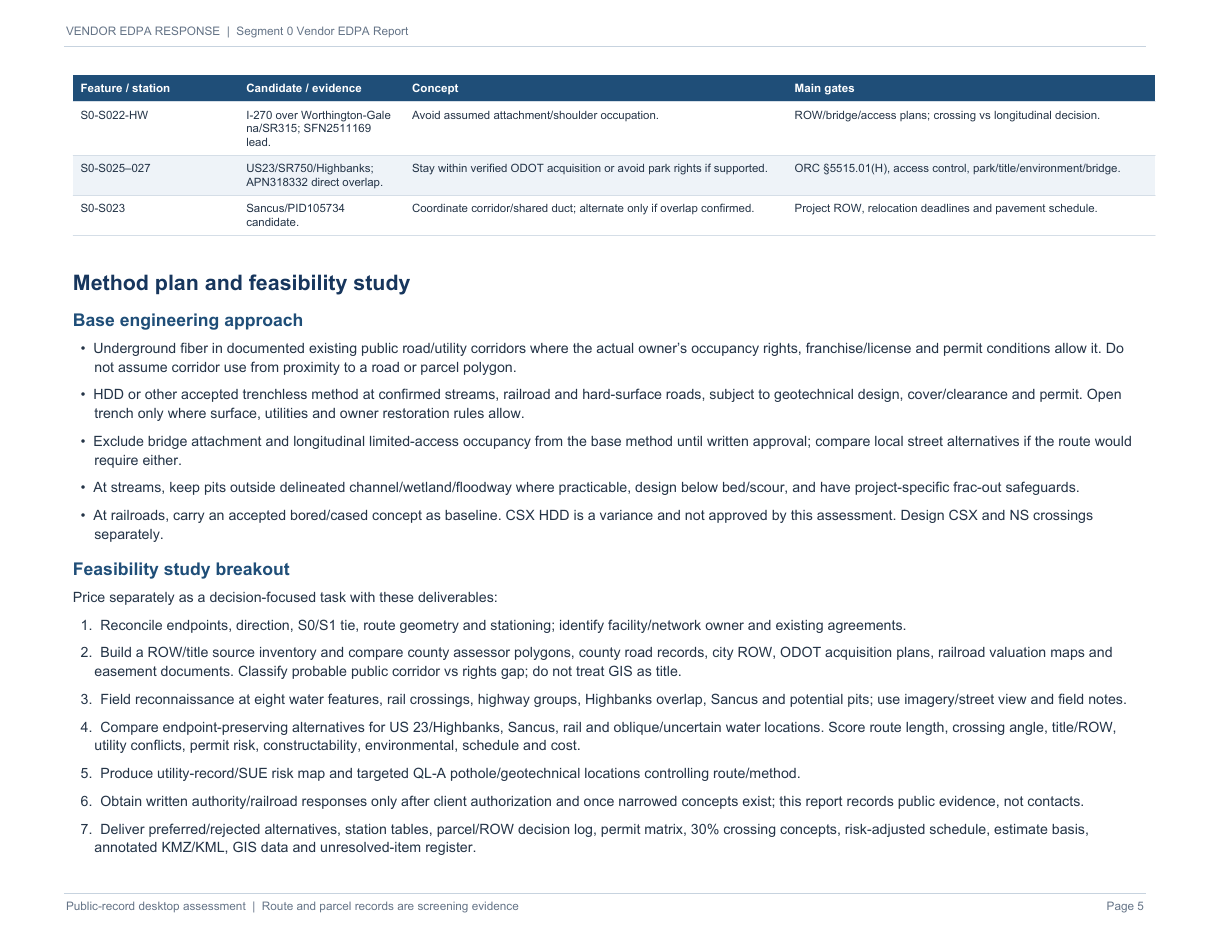 VENDOR EDPA RESPONSE | Segment 0 Vendor EDPA Report
Feature / station Candidate / evidence Concept Main gates
S0-S022-HW I-270 over Worthington-Gale Avoid assumed attachment/shoulder occupation. ROW/bridge/access plans; crossing vs longitudinal decision.
na/SR315; SFN2511169
lead.
S0-S025–027 US23/SR750/Highbanks; Stay within verified ODOT acquisition or avoid park rights if supported. ORC §5515.01(H), access control, park/title/environment/bridge.
APN318332 direct overlap.
S0-S023 Sancus/PID105734 Coordinate corridor/shared duct; alternate only if overlap confirmed. Project ROW, relocation deadlines and pavement schedule.
candidate.
Method plan and feasibility study
Base engineering approach
• Underground fiber in documented existing public road/utility corridors where the actual owner’s occupancy rights, franchise/license and permit conditions allow it. Do
not assume corridor use from proximity to a road or parcel polygon.
• HDD or other accepted trenchless method at confirmed streams, railroad and hard-surface roads, subject to geotechnical design, cover/clearance and permit. Open
trench only where surface, utilities and owner restoration rules allow.
• Exclude bridge attachment and longitudinal limited-access occupancy from the base method until written approval; compare local street alternatives if the route would
require either.
• At streams, keep pits outside delineated channel/wetland/floodway where practicable, design below bed/scour, and have project-specific frac-out safeguards.
• At railroads, carry an accepted bored/cased concept as baseline. CSX HDD is a variance and not approved by this assessment. Design CSX and NS crossings
separately.
Feasibility study breakout
Price separately as a decision-focused task with these deliverables:
1. Reconcile endpoints, direction, S0/S1 tie, route geometry and stationing; identify facility/network owner and existing agreements.
2. Build a ROW/title source inventory and compare county assessor polygons, county road records, city ROW, ODOT acquisition plans, railroad valuation maps and
easement documents. Classify probable public corridor vs rights gap; do not treat GIS as title.
3. Field reconnaissance at eight water features, rail crossings, highway groups, Highbanks overlap, Sancus and potential pits; use imagery/street view and field notes.
4. Compare endpoint-preserving alternatives for US 23/Highbanks, Sancus, rail and oblique/uncertain water locations. Score route length, crossing angle, title/ROW,
utility conflicts, permit risk, constructability, environmental, schedule and cost.
5. Produce utility-record/SUE risk map and targeted QL-A pothole/geotechnical locations controlling route/method.
6. Obtain written authority/railroad responses only after client authorization and once narrowed concepts exist; this report records public evidence, not contacts.
7. Deliver preferred/rejected alternatives, station tables, parcel/ROW decision log, permit matrix, 30% crossing concepts, risk-adjusted schedule, estimate basis,
annotated KMZ/KML, GIS data and unresolved-item register.
Public-record desktop assessment | Route and parcel records are screening evidence Page 5